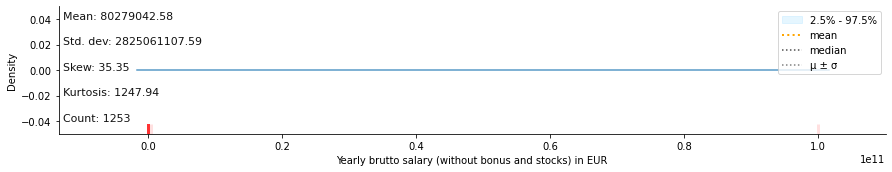 Mean: 80279042.58
Std. dev: 2825061107.59
Skew: 35.35
Kurtosis: 1247.94
Count: 1253
2.5% - 97.5%
mean
median
μ ± σ
Density
0.04
0.02
0.00
−0.02
−0.04
0.0
0.2
0.4
0.6
0.8
1.0
1e11
Yearly brutto salary (without bonus and stocks) in EUR